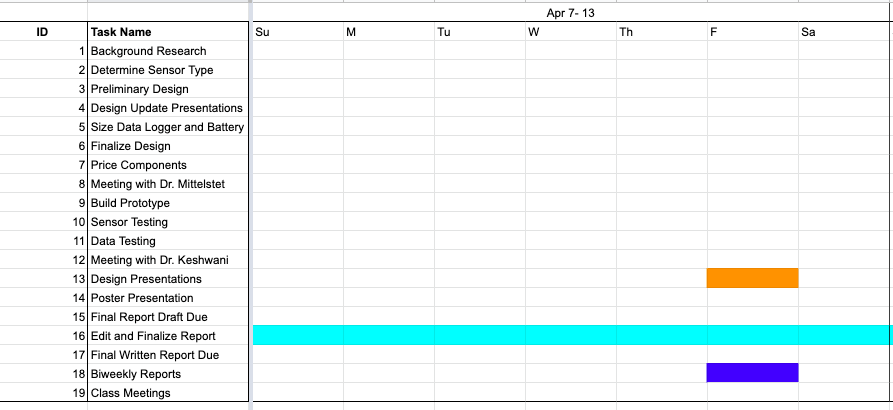 Apr 7- 13
ID Task Name Su M Tu W Th F Sa
1 Background Research
2 Determine Sensor Type
3 Preliminary Design
4 Design Update Presentations
5 Size Data Logger and Battery
6 Finalize Design
7 Price Components
8 Meeting with Dr. Mittelstet
9 Build Prototype
10 Sensor Testing
11 Data Testing
12 Meeting with Dr. Keshwani
13 Design Presentations
14 Poster Presentation
15 Final Report Draft Due
16 Edit and Finalize Report
17 Final Written Report Due
18 Biweekly Reports
19 Class Meetings